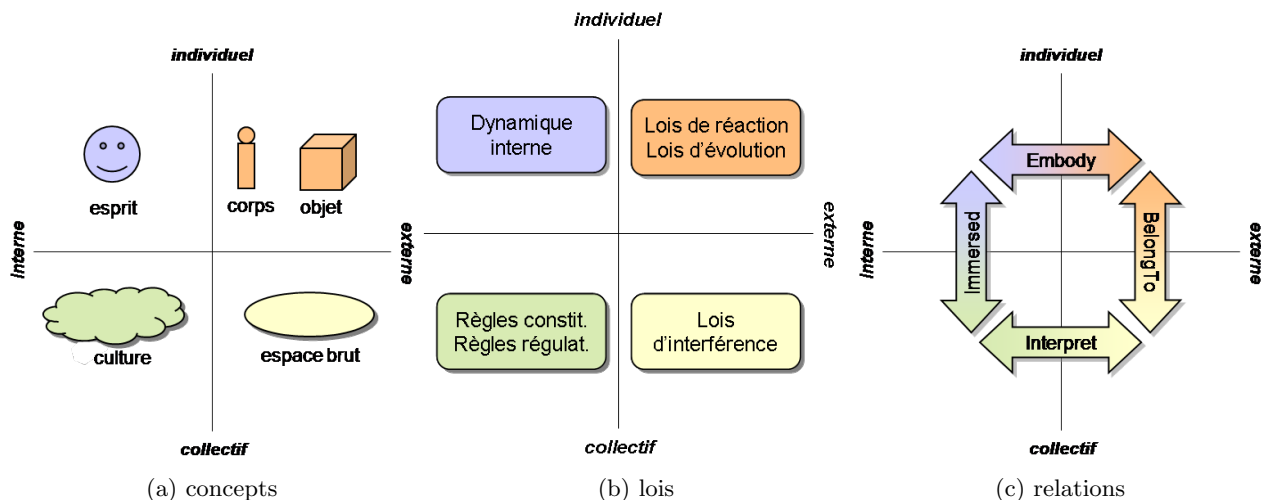 individuel
esprit
corps
objet
interne
externe
culture
espace brut
collectif
(a) concepts
individuel
Dynamique
interne
Lois de réaction
Lois d'évolution
externe
Règles constit.
Règles régulat.
Lois
d'interférence
collectif
(b) lois
individuel
Embody
Immersed
BelongTo
interne
externe
Interpret
collectif
(c) relations